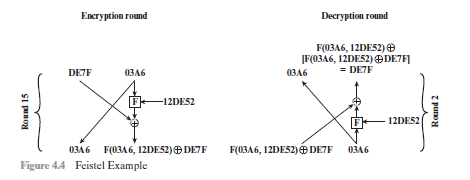 Encryption round
Decryption round
F(03A6, 12DE52) ⊕
[F(03A6, 12DE52) ⊕ DE7F]
= DE7F
DE7F
03A6
03A6
Round 15
F
12DE52
F
12DE52
Round 2
03A6
F(03A6, 12DE52) ⊕ DE7F
F(03A6, 12DE52) ⊕ DE7F
03A6
Figure 4.4 Feistel Example